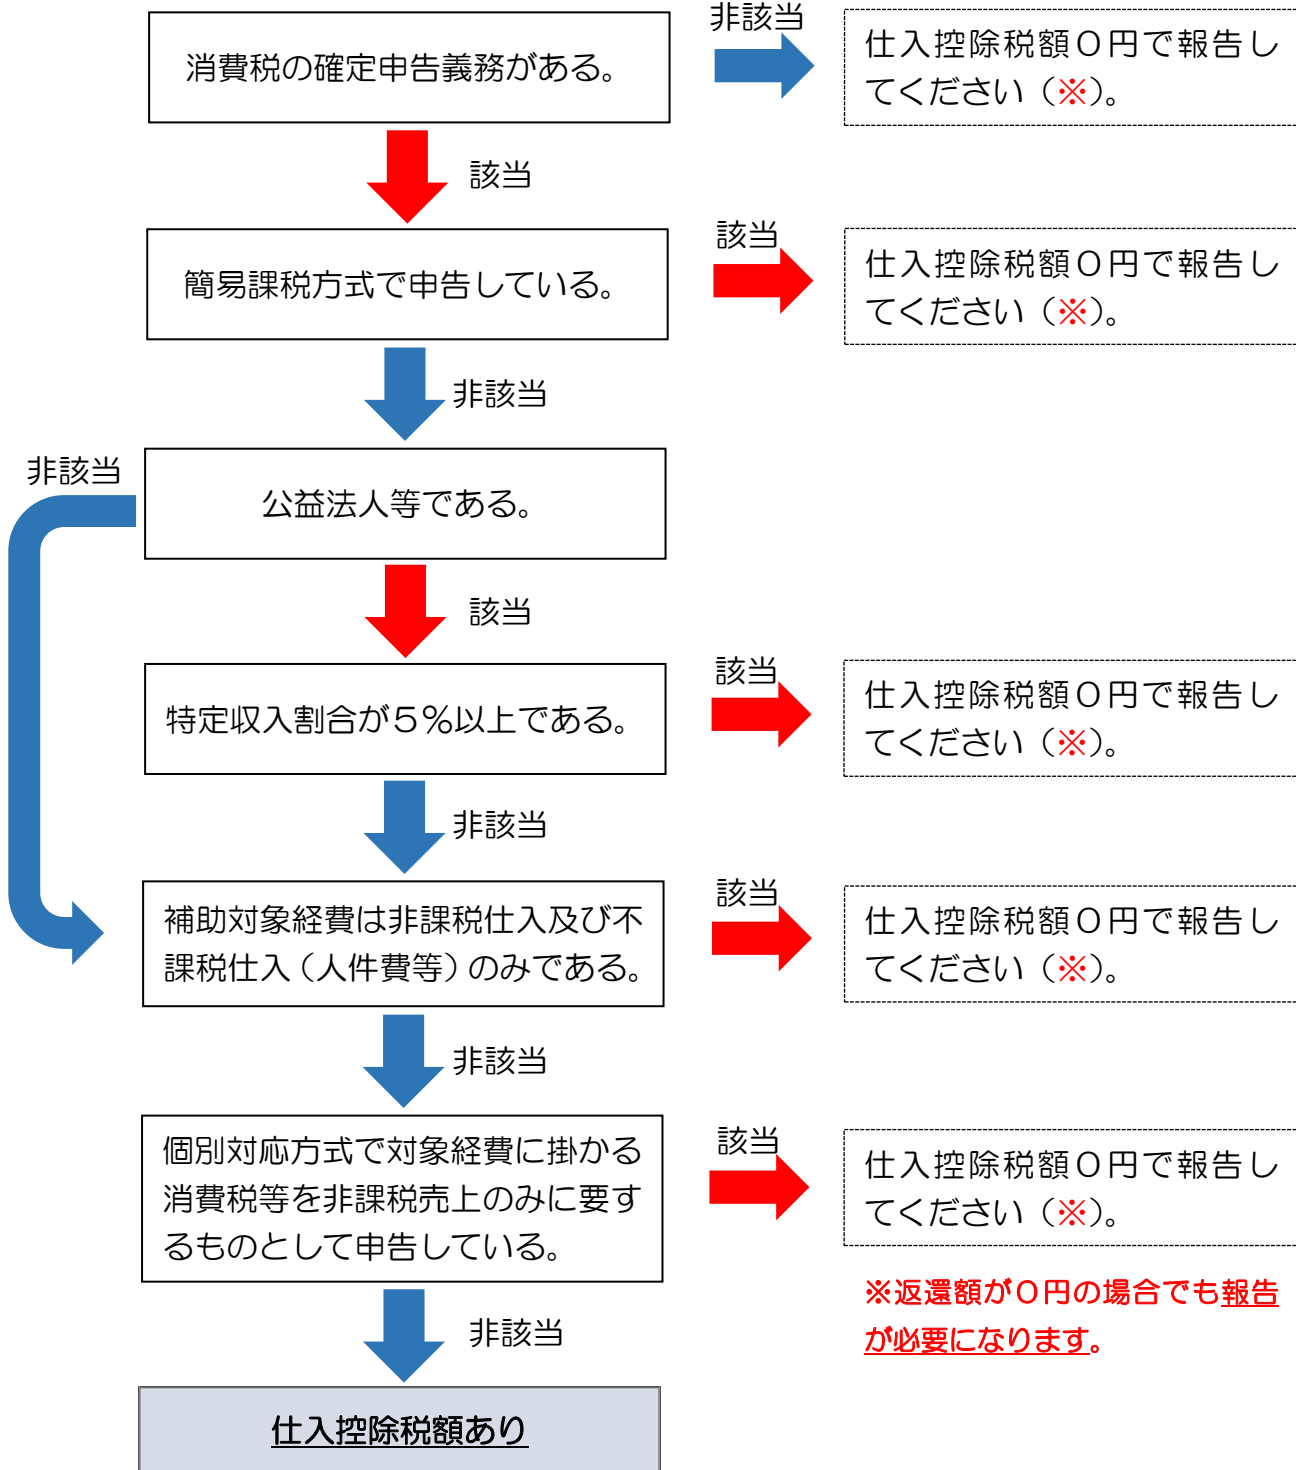 消費税の確定申告義務がある。
非該当
仕入控除税額０円で報告し
てください（※）。
該当
簡易課税方式で申告している。
該当
仕入控除税額０円で報告し
てください（※）。
非該当
公益法人等である。
非該当
該当
特定収入割合が５％以上である。
該当
仕入控除税額０円で報告し
てください（※）。
非該当
補助対象経費は非課税仕入及び不
課税仕入（人件費等）のみである。
該当
仕入控除税額０円で報告し
てください（※）。
非該当
個別対応方式で対象経費に掛かる
消費税等を非課税売上のみに要す
るものとして申告している。
該当
仕入控除税額０円で報告し
てください（※）。
※返還額が０円の場合でも報告
が必要になります。
非該当
仕入控除税額あり